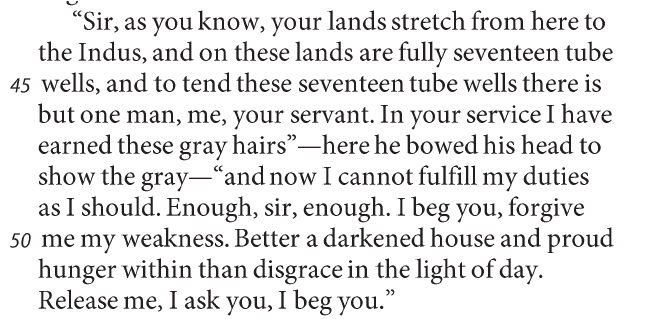 “Sir, as you know, your lands stretch from here to
the Indus, and on these lands are fully seventeen tube
45 wells, and to tend these seventeen tube wells there is
but one man, me, your servant. In your service I have
earned these gray hairs”—here he bowed his head to
show the gray—“and now I cannot fulfill my duties
as I should. Enough, sir, enough. I beg you, forgive
50 me my weakness. Better a darkened house and proud
hunger within than disgrace in the light of day.
Release me, I ask you, I beg you.”